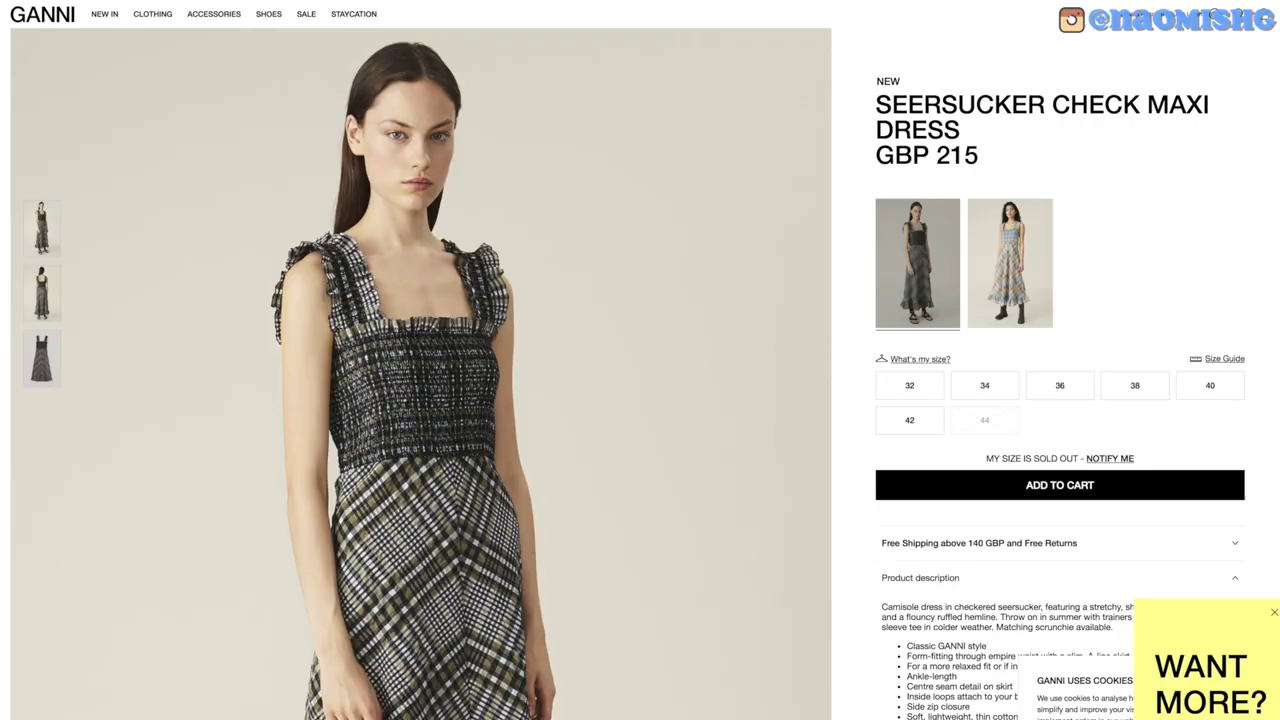 GANNI
NEW IN CLOTHING ACCESSORIES SHOES SALE STAYCATION
@naomishg
NEW
SEERSUCKER CHECK MAXI
DRESS
GBP 215
What's my size?
Size Guide
32 34 36 38 40
42 44
MY SIZE IS SOLD OUT - NOTIFY ME
ADD TO CART
Free Shipping above 140 GBP and Free Returns
Product description
Camisole dress in checkered seersucker, featuring a stretchy,
and a flouncy ruffled hemline. Throw on in summer with trainers
sleeve tee in colder weather. Matching scrunchie available.
• Classic GANNI style
• Form-fitting through empire waist with a slim, A-line skirt
• For a more relaxed fit or if in
• Ankle-length
• Centre seam detail on skirt
• Inside loops attach to your
• Side zip closure
• Soft, lightweight, thin cotton
GANNI USES COOKIES
We use cookies to analyse
simplify and improve your
WANT
MORE?